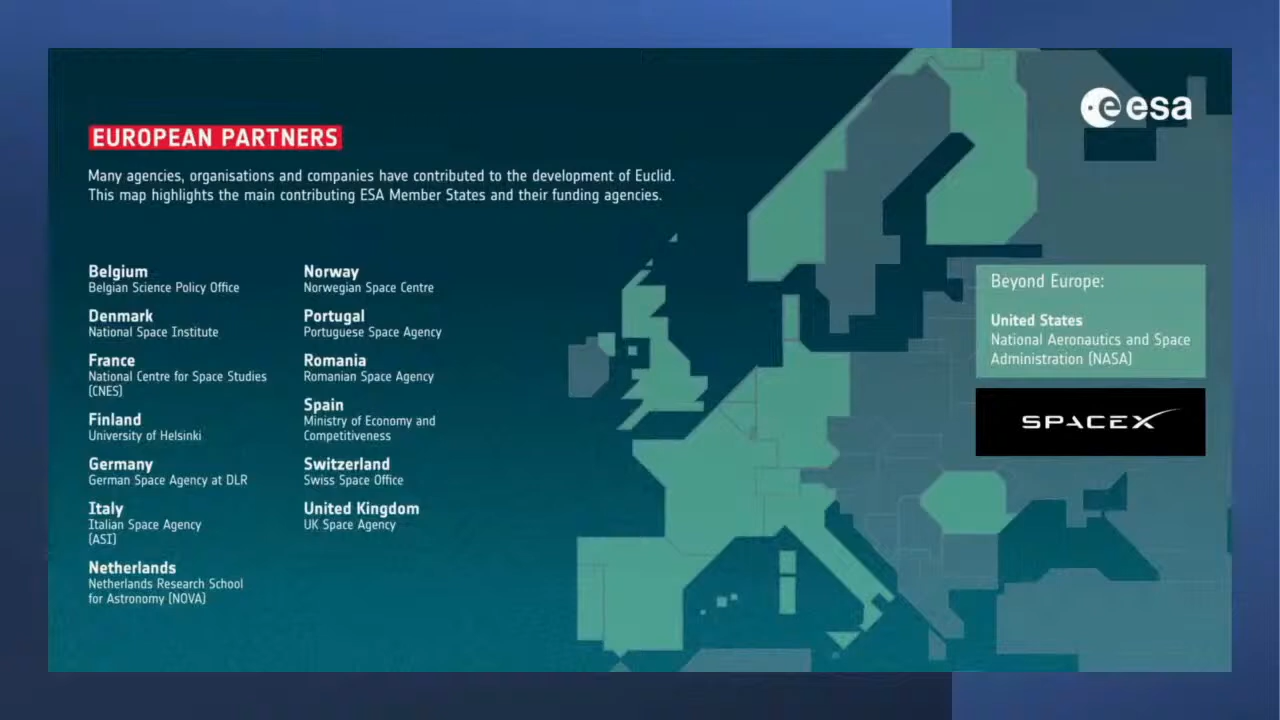 esa
EUROPEAN PARTNERS
Many agencies, organisations and companies have contributed to the development of Euclid.
This map highlights the main contributing ESA Member States and their funding agencies.
Belgium
Belgian Science Policy Office
Denmark
National Space Institute
France
National Centre for Space Studies
(CNES)
Finland
University of Helsinki
Germany
German Space Agency at DLR
Italy
Italian Space Agency
(ASI)
Netherlands
Netherlands Research School
for Astronomy (NOVA)
Norway
Norwegian Space Centre
Portugal
Portuguese Space Agency
Romania
Romanian Space Agency
Spain
Ministry of Economy and
Competitiveness
Switzerland
Swiss Space Office
United Kingdom
UK Space Agency
Beyond Europe:
United States
National Aeronautics and Space
Administration (NASA)
SPACEX